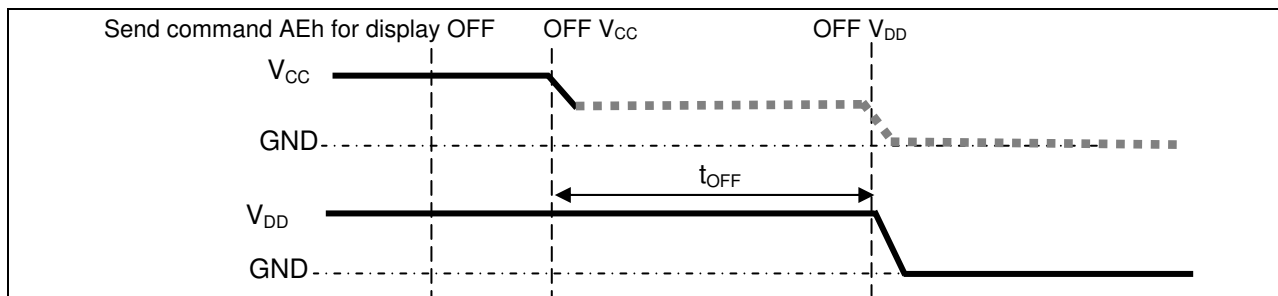 Send command AEh for display OFF OFF VCC OFF VDD
VCC
GND
tOFF
VDD
GND